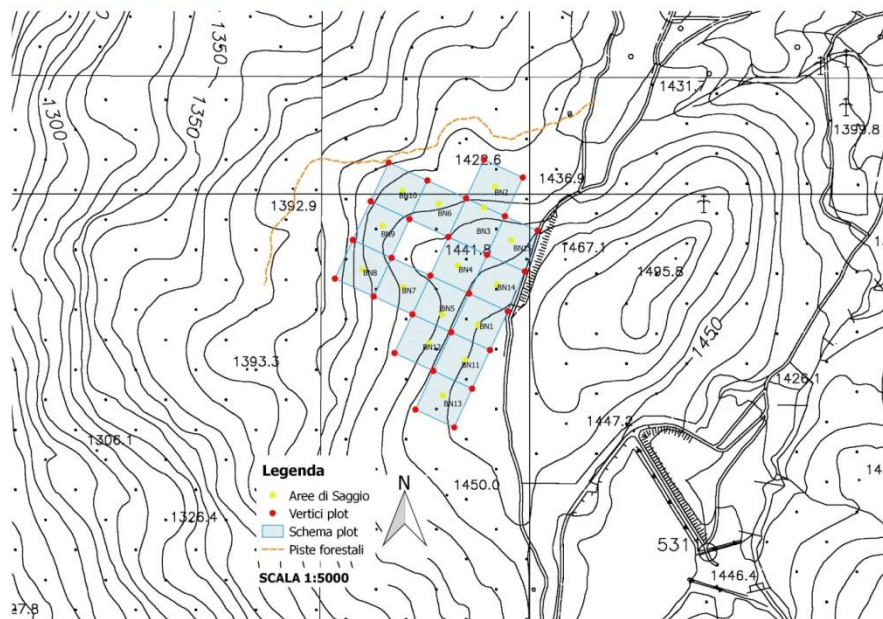 1350
1350
1300
1431.7
1399.8
1422.6
1436.9
BN2
BN10
1392.9
BN6
BN9
BN3
BN15
1441.8
1467.1
BN4
BN8
1495.8
BN7
BN14
BN5
BN1
1450
BN12
1393.3
BN11
1426.1
BN13
1447.2
1306.1
Legenda
Aree di Saggio
Vertici plot
Schema plot
Piste forestali
SCALA 1:5000
N
1450.0
1326.4
531
1446.4